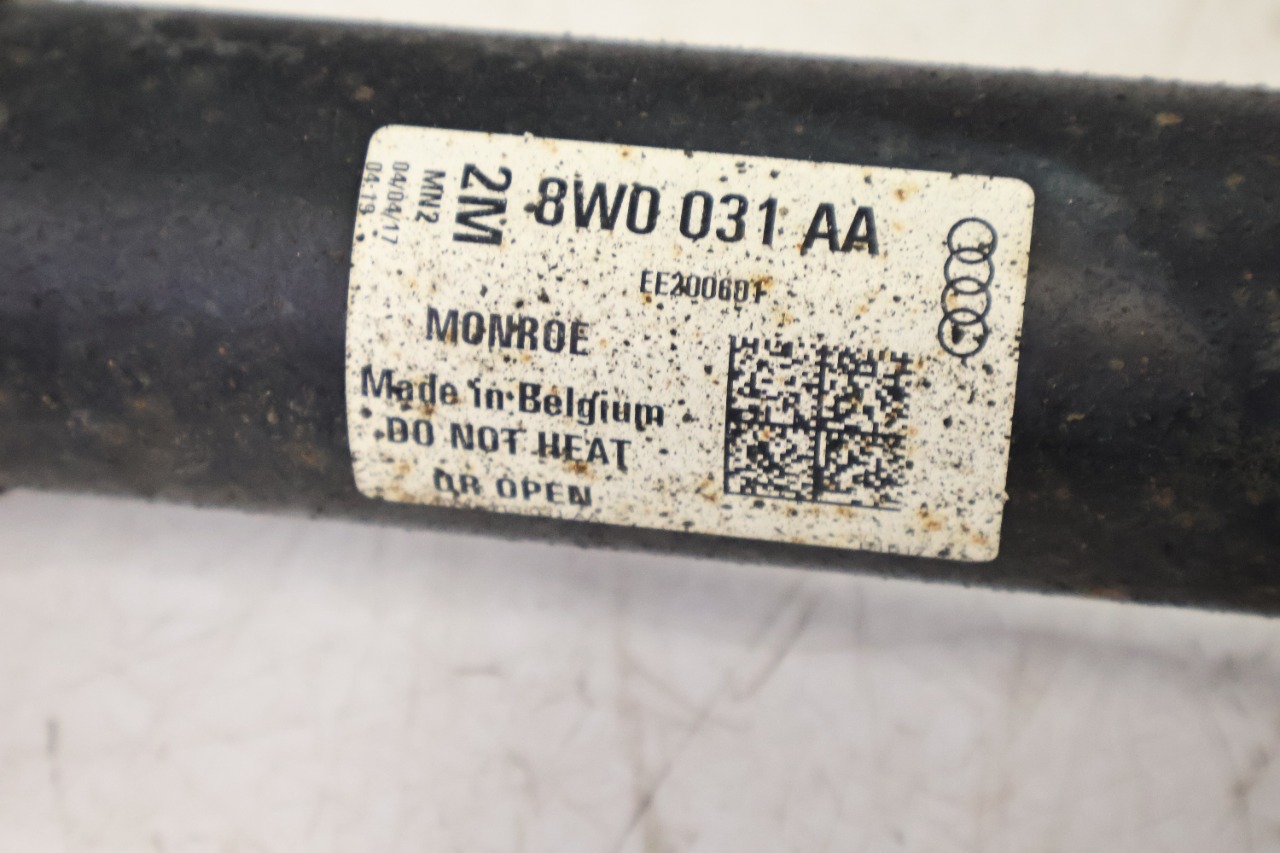 8W0 031 AA
2M
MN2
04/04/17
04:19
EE200601
MONROE
Made in Belgium
DO NOT HEAT
OR OPEN